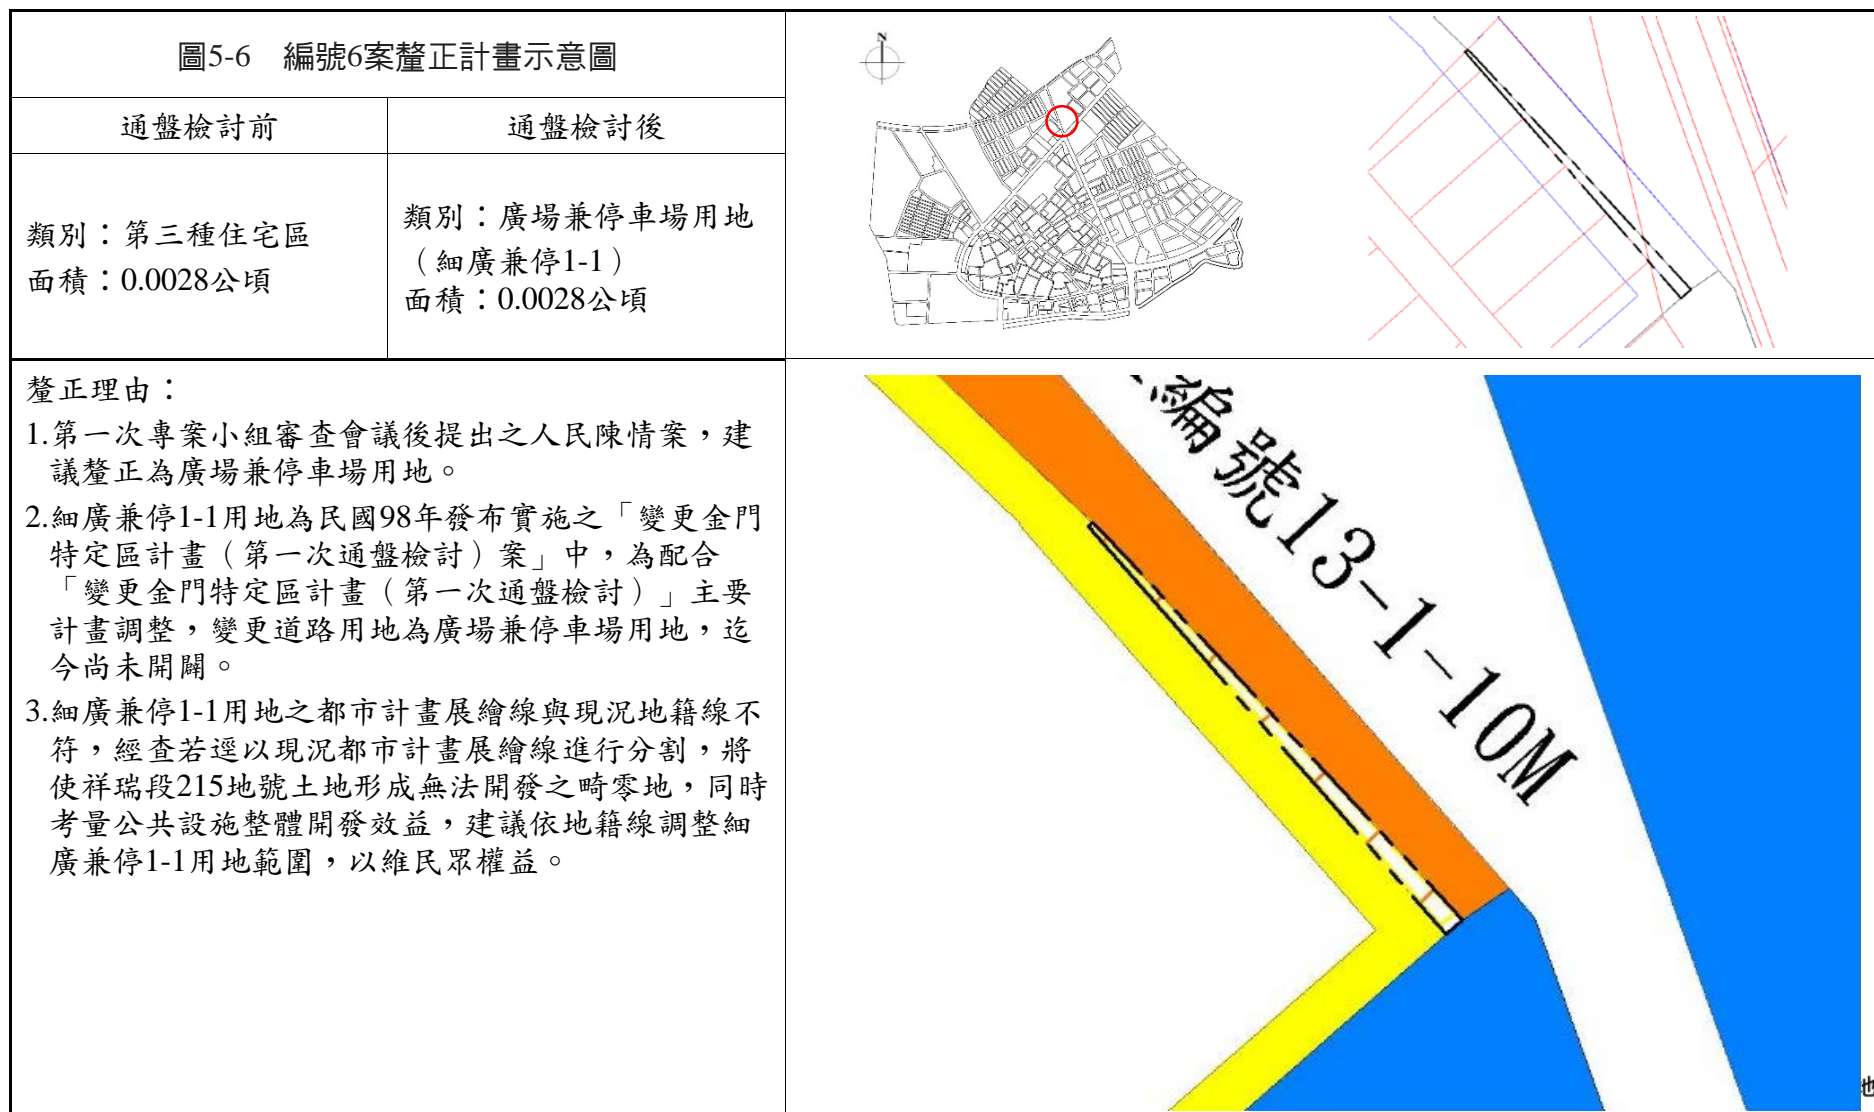 圖5-6　編號6案釐正計畫示意圖
通盤檢討前
通盤檢討後
類別：第三種住宅區
面積：0.0028公頃
類別：廣場兼停車場用地
（細廣兼停1-1）
面積：0.0028公頃
N
釐正理由：
1.第一次專案小組審查會議後提出之人民陳情案，建
議釐正為廣場兼停車場用地。
2.細廣兼停1-1用地為民國98年發布實施之「變更金門
特定區計畫（第一次通盤檢討）案」中，為配合
「變更金門特定區計畫（第一次通盤檢討）」主要
計畫調整，變更道路用地為廣場兼停車場用地，迄
今尚未開闢。
3.細廣兼停1-1用地之都市計畫展繪線與現況地籍線不
符，經查若逕以現況都市計畫展繪線進行分割，將
使祥瑞段215地號土地形成無法開發之畸零地，同時
考量公共設施整體開發效益，建議依地籍線調整細
廣兼停1-1用地範圍，以維民眾權益。
編號13-1-10M